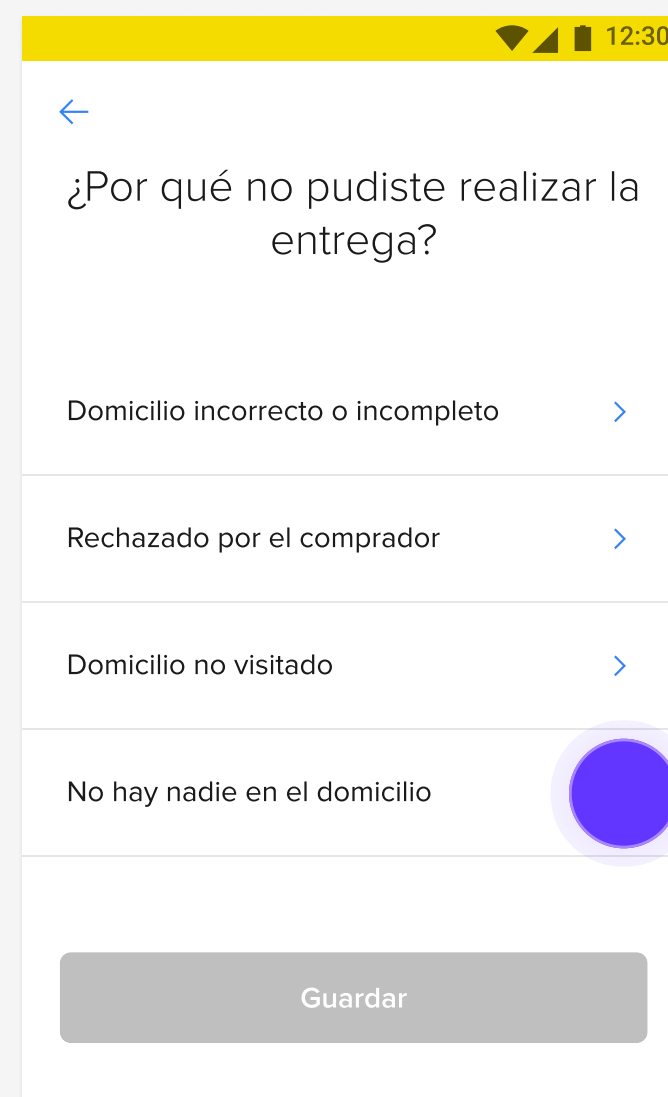 12:30
¿Por qué no pudiste realizar la
entrega?
Domicilio incorrecto o incompleto
Rechazado por el comprador
Domicilio no visitado
No hay nadie en el domicilio
Guardar